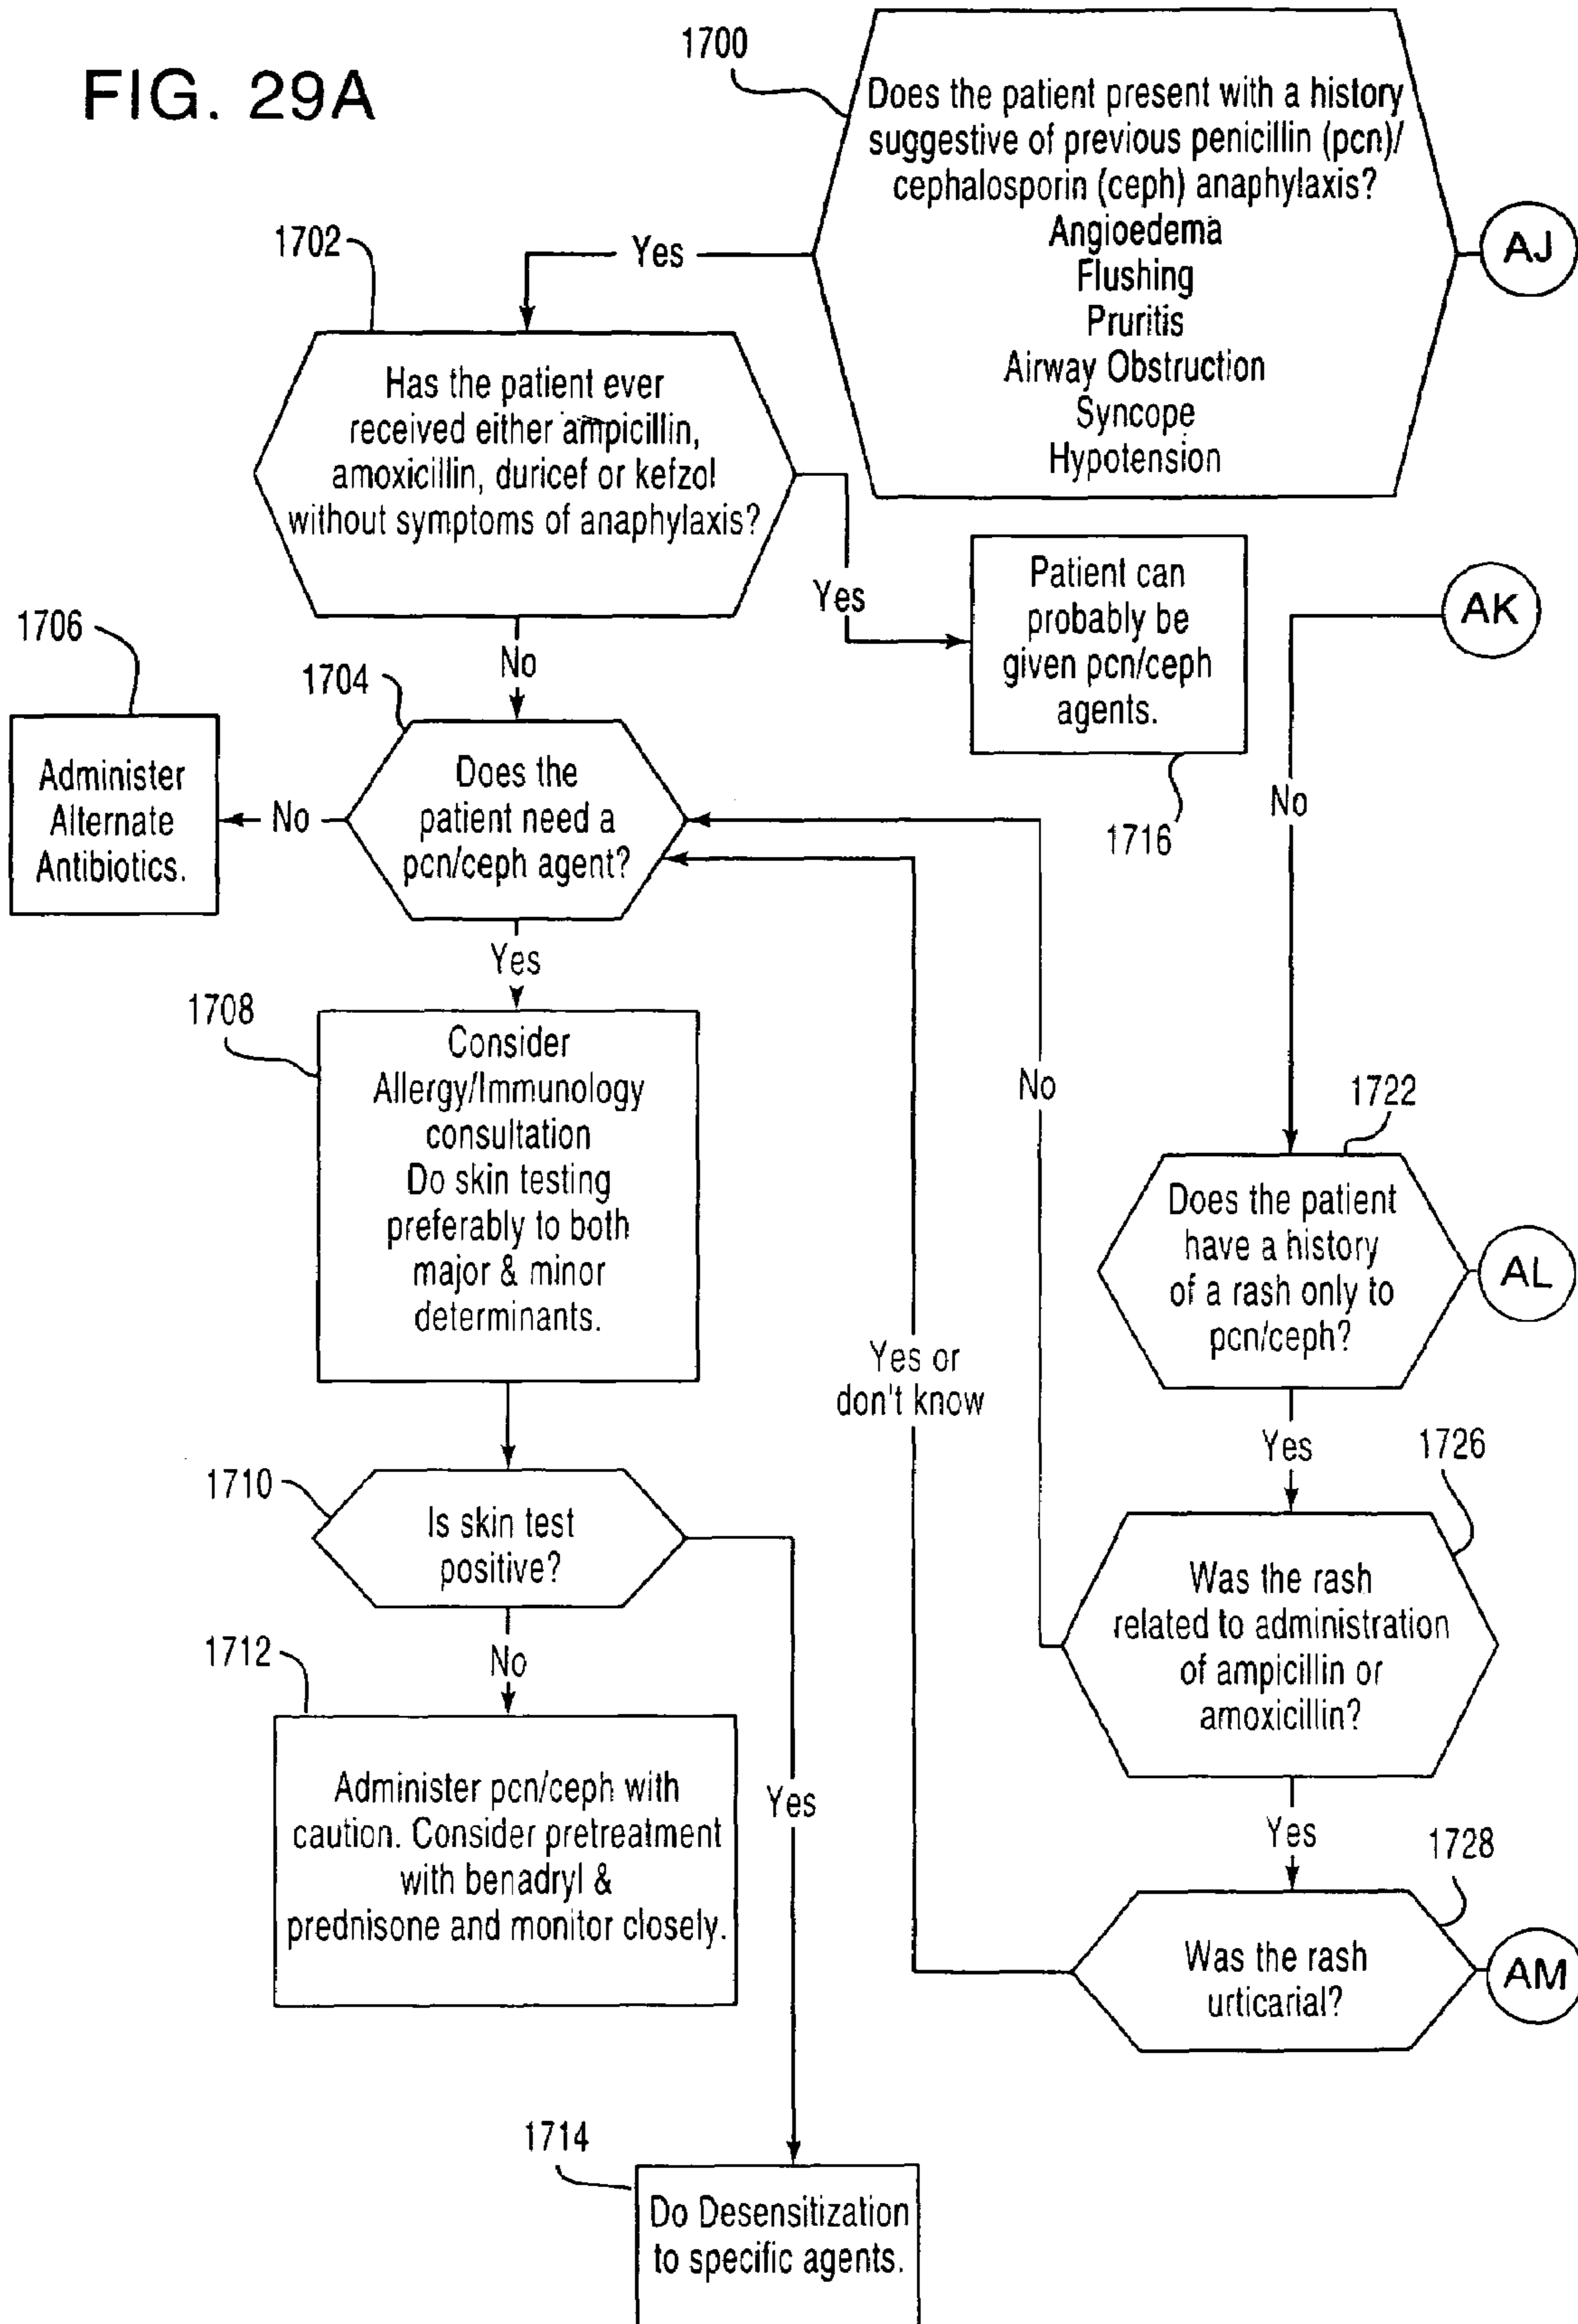 FIG. 29A
1700
Does the patient present with a history
suggestive of previous penicillin (pcn)/
cephalosporin (ceph) anaphylaxis?
Angioedema
Flushing
Pruritis
Airway Obstruction
Syncope
Hypotension
AJ
Yes
1702
Has the patient ever
received either ampicillin,
amoxicillin, duricef or kefzol
without symptoms of anaphylaxis?
Yes
Patient can
probably be
given pcn/ceph
agents.
1716
AK
No
No
1704
Does the
patient need a
pcn/ceph agent?
No
1706
Administer
Alternate
Antibiotics.
Yes
1708
Consider
Allergy/Immunology
consultation
Do skin testing
preferably to both
major & minor
determinants.
No
Yes or
don't know
1722
Does the patient
have a history
of a rash only to
pcn/ceph?
AL
Yes
1726
Was the rash
related to administration
of ampicillin or
amoxicillin?
Yes
1728
Was the rash
urticarial?
AM
1710
Is skin test
positive?
No
1712
Administer pcn/ceph with
caution. Consider pretreatment
with benadryl &
prednisone and monitor closely.
Yes
1714
Do Desensitization
to specific agents.